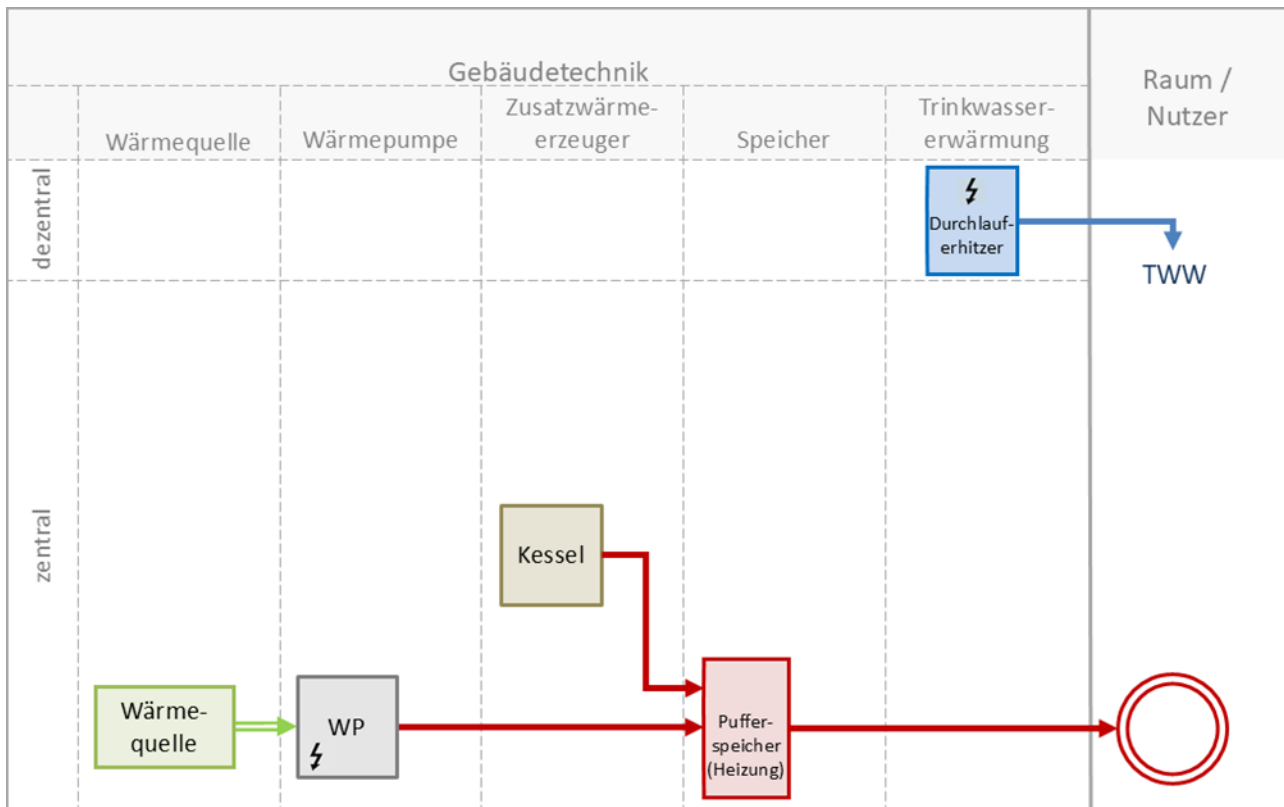 Gebäudetechnik
Raum /
Nutzer
Wärmequelle
Wärmepumpe
Zusatzwärme-
erzeuger
Speicher
Trinkwasser-
erwärmung
dezentral
Durchlauf-
erhitzer
TWW
zentral
Kessel
Wärme-
quelle
WP
Puffer-
speicher
(Heizung)